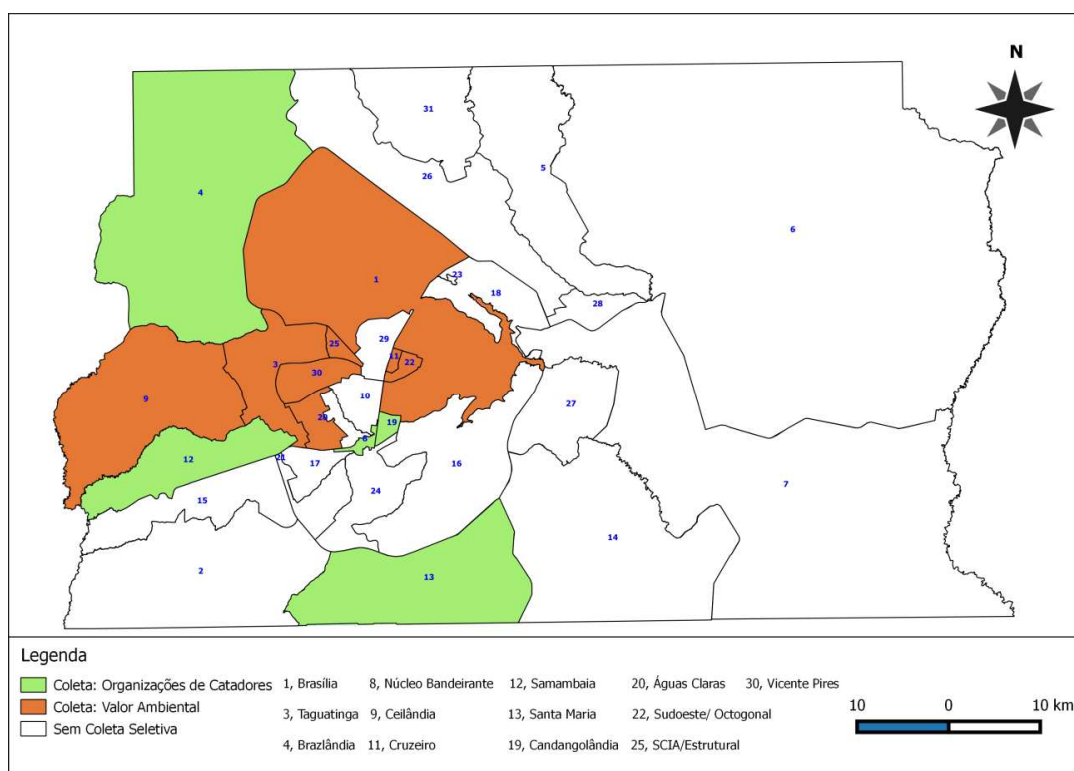 N
31
5
26
4
6
23
1
18
28
29
25
11
22
3
30
10
27
9
20
19
8
12
21
17
16
24
7
15
14
2
13
Legenda
Coleta: Organizações de Catadores
Coleta: Valor Ambiental
Sem Coleta Seletiva
1, Brasília
8, Núcleo Bandeirante
12, Samambaia
20, Águas Claras
30, Vicente Pires
3, Taguatinga
9, Ceilândia
13, Santa Maria
22, Sudoeste/ Octogonal
4, Brazlândia
11, Cruzeiro
19, Candangolândia
25, SCIA/Estrutural
10 0 10 km